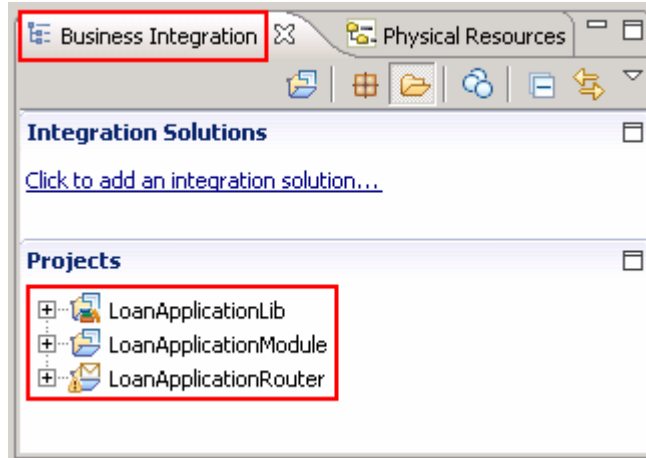 Business Integration
Physical Resources
Integration Solutions
Click to add an integration solution...
Projects
LoanApplicationLib
LoanApplicationModule
LoanApplicationRouter